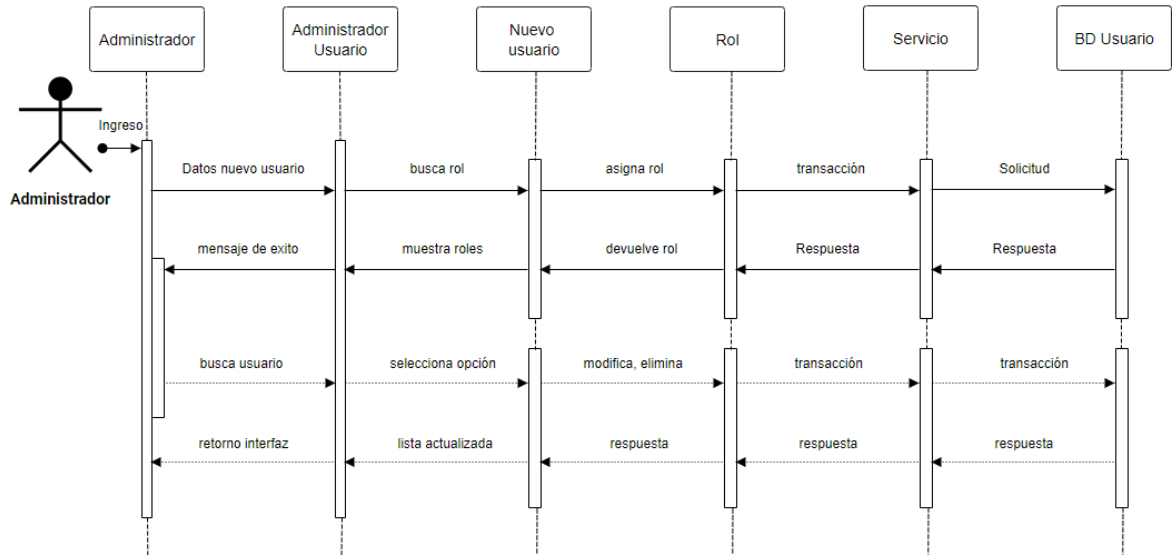 Administrador
Administrador
Usuario
Nuevo
usuario
Rol
Servicio
BD Usuario
Ingreso
Administrador
Datos nuevo usuario
busca rol
asigna rol
transacción
Solicitud
mensaje de exito
muestra roles
devuelve rol
Respuesta
Respuesta
busca usuario
selecciona opción
modifica, elimina
transacción
transacción
retorno interfaz
lista actualizada
respuesta
respuesta
respuesta